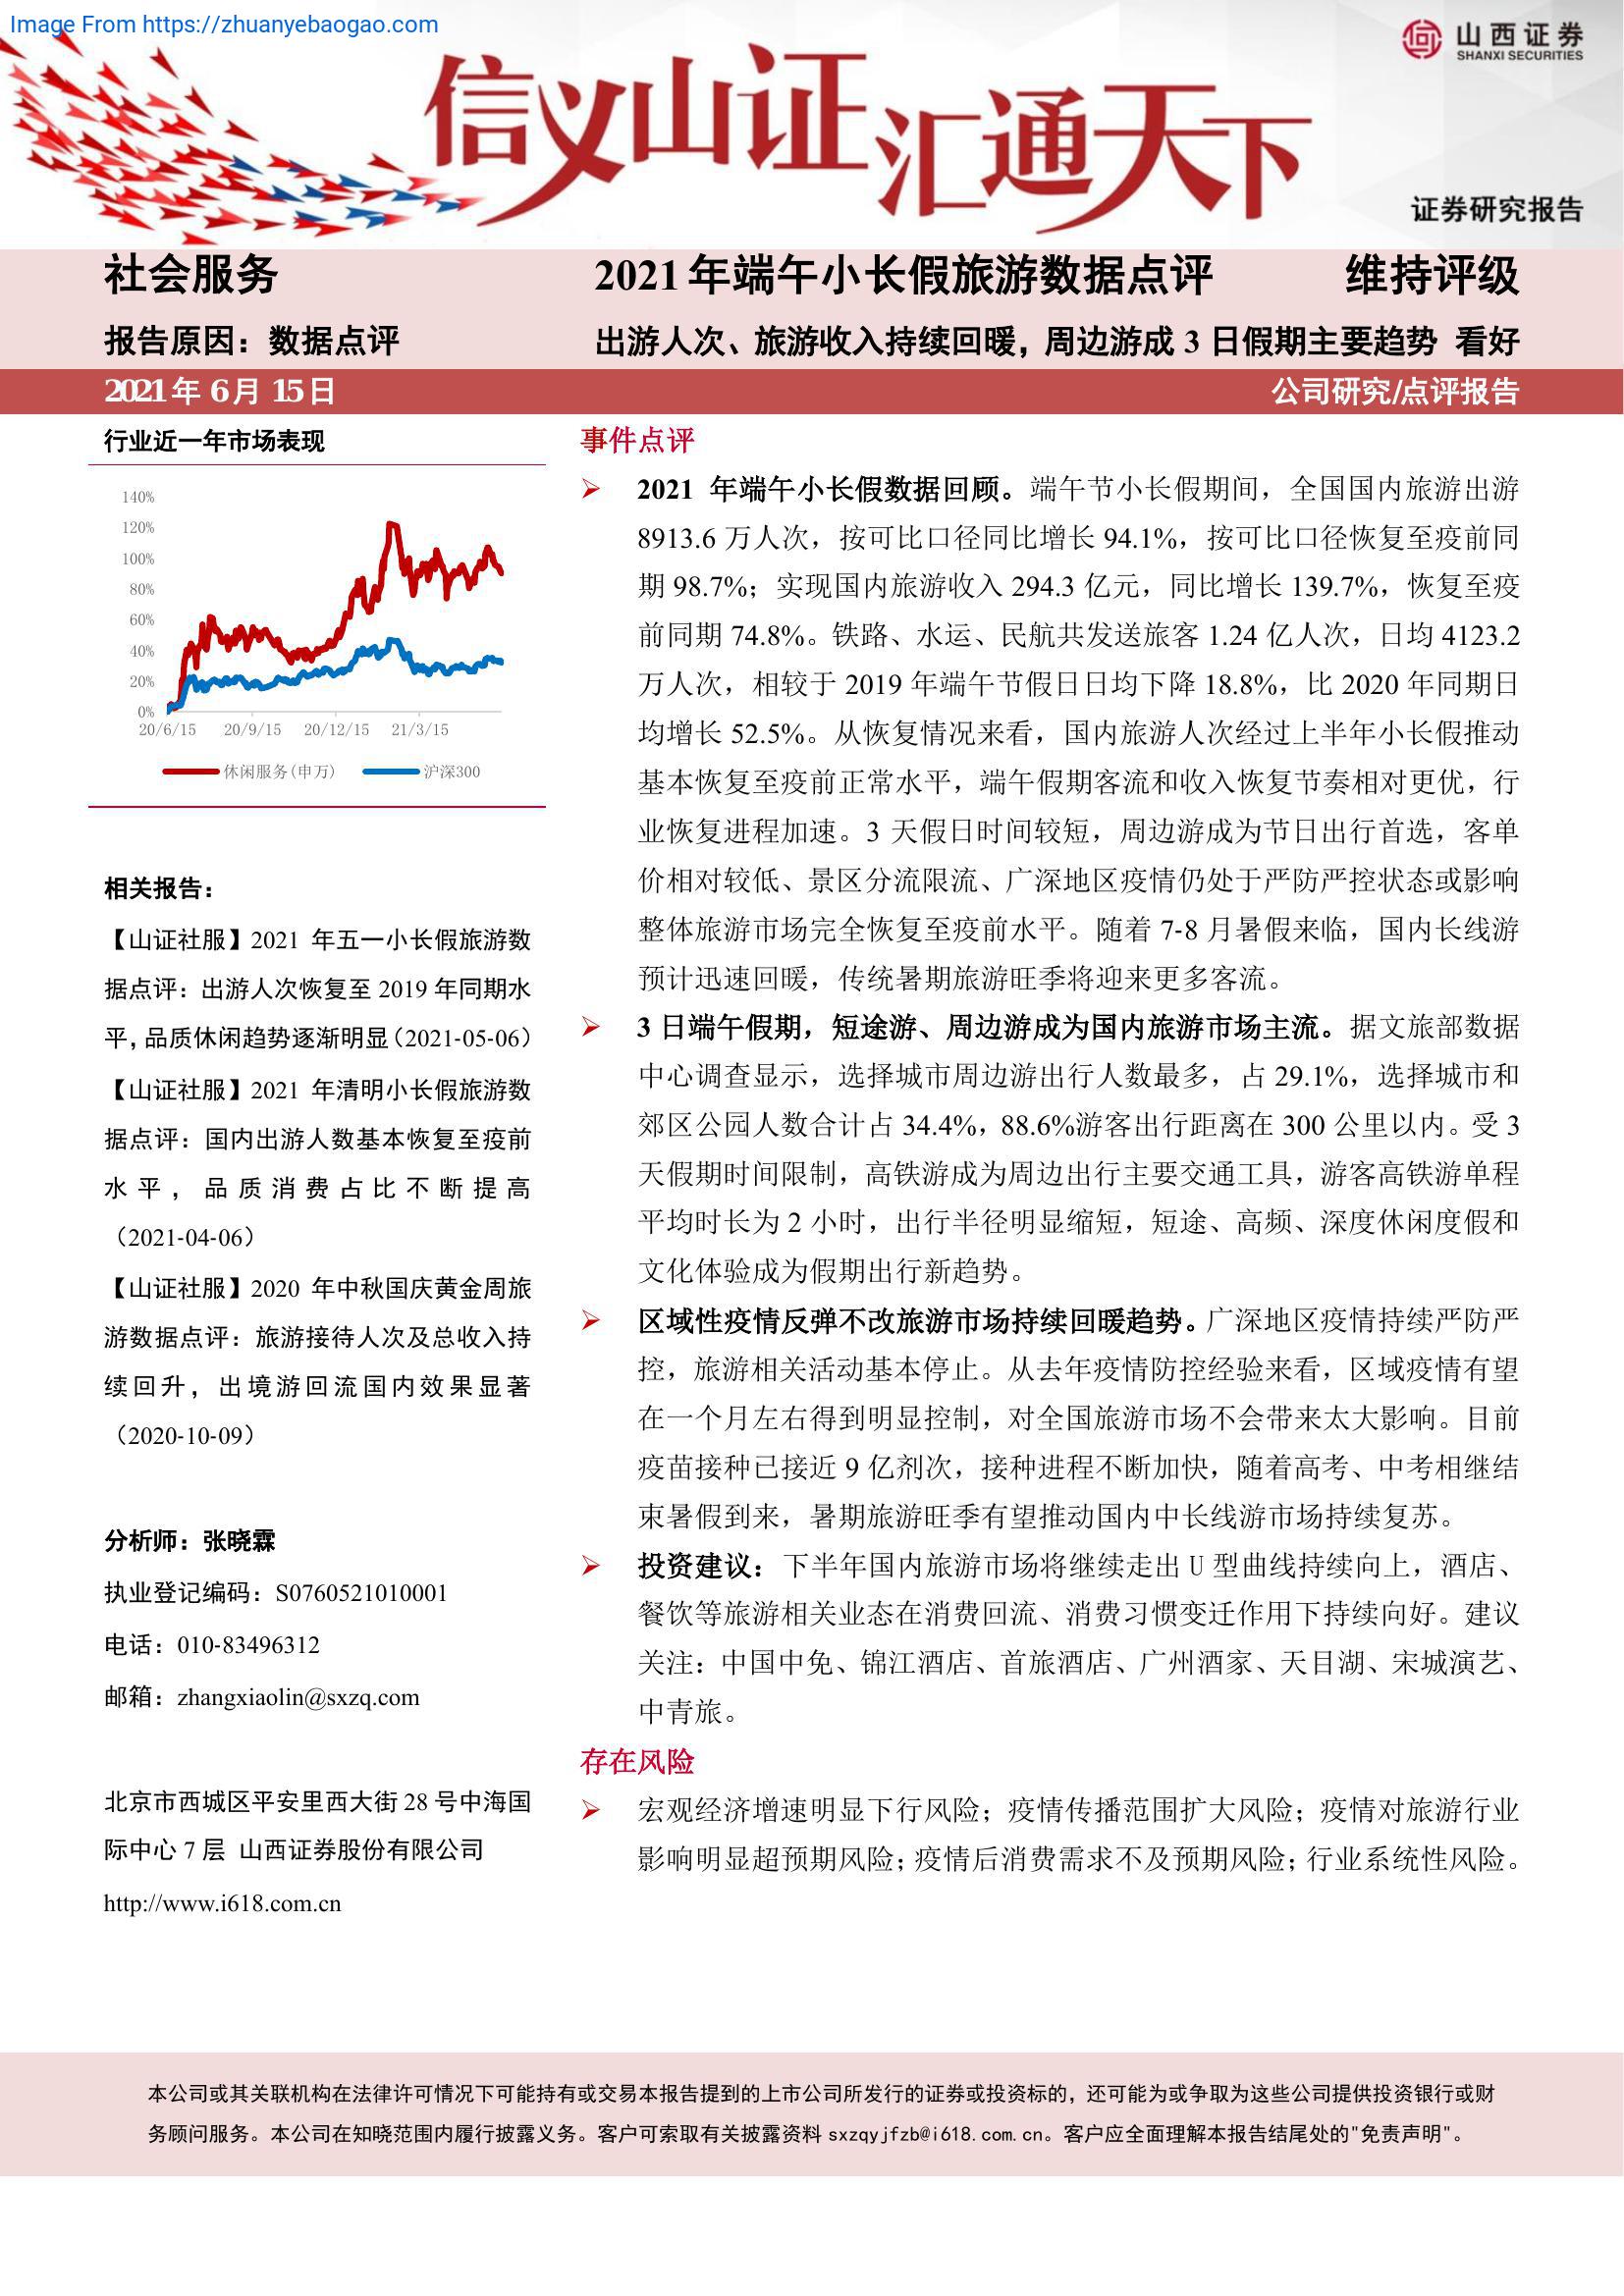 Image From https://zhuanyebaogao.com
山西证券
SHANXI SECURITIES
信义山证汇通天下
证券研究报告
社会服务
2021年端午小长假旅游数据点评 维持评级
报告原因：数据点评
出游人次、旅游收入持续回暖，周边游成 3 日假期主要趋势 看好
2021年 6月 15日
公司研究/点评报告
行业近一年市场表现
140%
120%
100%
80%
60%
40%
20%
0%
20/6/15 20/9/15 20/12/15 21/3/15
休闲服务(申万) 沪深300
相关报告：
【山证社服】2021 年五一小长假旅游数
据点评：出游人次恢复至 2019 年同期水
平，品质休闲趋势逐渐明显（2021-05-06）
【山证社服】2021 年清明小长假旅游数
据点评：国内出游人数基本恢复至疫前
水平，品质消费占比不断提高
（2021-04-06）
【山证社服】2020 年中秋国庆黄金周旅
游数据点评：旅游接待人次及总收入持
续回升，出境游回流国内效果显著
（2020-10-09）
分析师：张晓霖
执业登记编码：S0760521010001
电话：010-83496312
邮箱：zhangxiaolin@sxzq.com
北京市西城区平安里西大街 28 号中海国
际中心 7 层 山西证券股份有限公司
http://www.i618.com.cn
事件点评
➢ 2021 年端午小长假数据回顾。端午节小长假期间，全国国内旅游出游
8913.6 万人次，按可比口径同比增长 94.1%，按可比口径恢复至疫前同
期 98.7%；实现国内旅游收入 294.3 亿元，同比增长 139.7%，恢复至疫
前同期 74.8%。铁路、水运、民航共发送旅客 1.24 亿人次，日均 4123.2
万人次，相较于 2019 年端午节假日日均下降 18.8%，比 2020 年同期日
均增长 52.5%。从恢复情况来看，国内旅游人次经过上半年小长假推动
基本恢复至疫前正常水平，端午假期客流和收入恢复节奏相对更优，行
业恢复进程加速。3 天假日时间较短，周边游成为节日出行首选，客单
价相对较低、景区分流限流、广深地区疫情仍处于严防严控状态或影响
整体旅游市场完全恢复至疫前水平。随着 7-8 月暑假来临，国内长线游
预计迅速回暖，传统暑期旅游旺季将迎来更多客流。
➢ 3 日端午假期，短途游、周边游成为国内旅游市场主流。据文旅部数据
中心调查显示，选择城市周边游出行人数最多，占 29.1%，选择城市和
郊区公园人数合计占 34.4%，88.6%游客出行距离在 300 公里以内。受 3
天假期时间限制，高铁游成为周边出行主要交通工具，游客高铁游单程
平均时长为 2 小时，出行半径明显缩短，短途、高频、深度休闲度假和
文化体验成为假期出行新趋势。
➢ 区域性疫情反弹不改旅游市场持续回暖趋势。广深地区疫情持续严防严
控，旅游相关活动基本停止。从去年疫情防控经验来看，区域疫情有望
在一个月左右得到明显控制，对全国旅游市场不会带来太大影响。目前
疫苗接种已接近 9 亿剂次，接种进程不断加快，随着高考、中考相继结
束暑假到来，暑期旅游旺季有望推动国内中长线游市场持续复苏。
➢ 投资建议：下半年国内旅游市场将继续走出 U 型曲线持续向上，酒店、
餐饮等旅游相关业态在消费回流、消费习惯变迁作用下持续向好。建议
关注：中国中免、锦江酒店、首旅酒店、广州酒家、天目湖、宋城演艺、
中青旅。
存在风险
➢ 宏观经济增速明显下行风险；疫情传播范围扩大风险；疫情对旅游行业
影响明显超预期风险；疫情后消费需求不及预期风险；行业系统性风险。
本公司或其关联机构在法律许可情况下可能持有或交易本报告提到的上市公司所发行的证券或投资标的，还可能为或争取为这些公司提供投资银行或财
务顾问服务。本公司在知晓范围内履行披露义务。客户可索取有关披露资料 sxzqyjfzb@i618.com.cn。客户应全面理解本报告结尾处的"免责声明"。